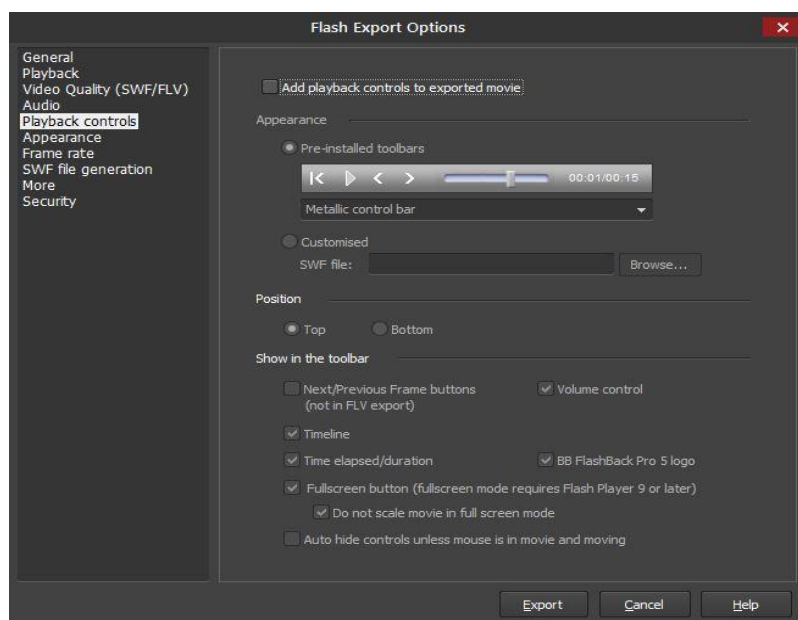 Flash Export Options
General
Playback
Video Quality (SWF/FLV)
Audio
Playback controls
Appearance
Frame rate
SWF file generation
More
Security
Add playback controls to exported movie
Appearance
Pre-installed toolbars
00:01/00:15
Metallic control bar
Customised
SWF file:
Browse...
Position
Top
Bottom
Show in the toolbar
Next/Previous Frame buttons
(not in FLV export)
Volume control
Timeline
Time elapsed/duration
BB FlashBack Pro 5 logo
Fullscreen button (fullscreen mode requires Flash Player 9 or later)
Do not scale movie in full screen mode
Auto hide controls unless mouse is in movie and moving
Export
Cancel
Help